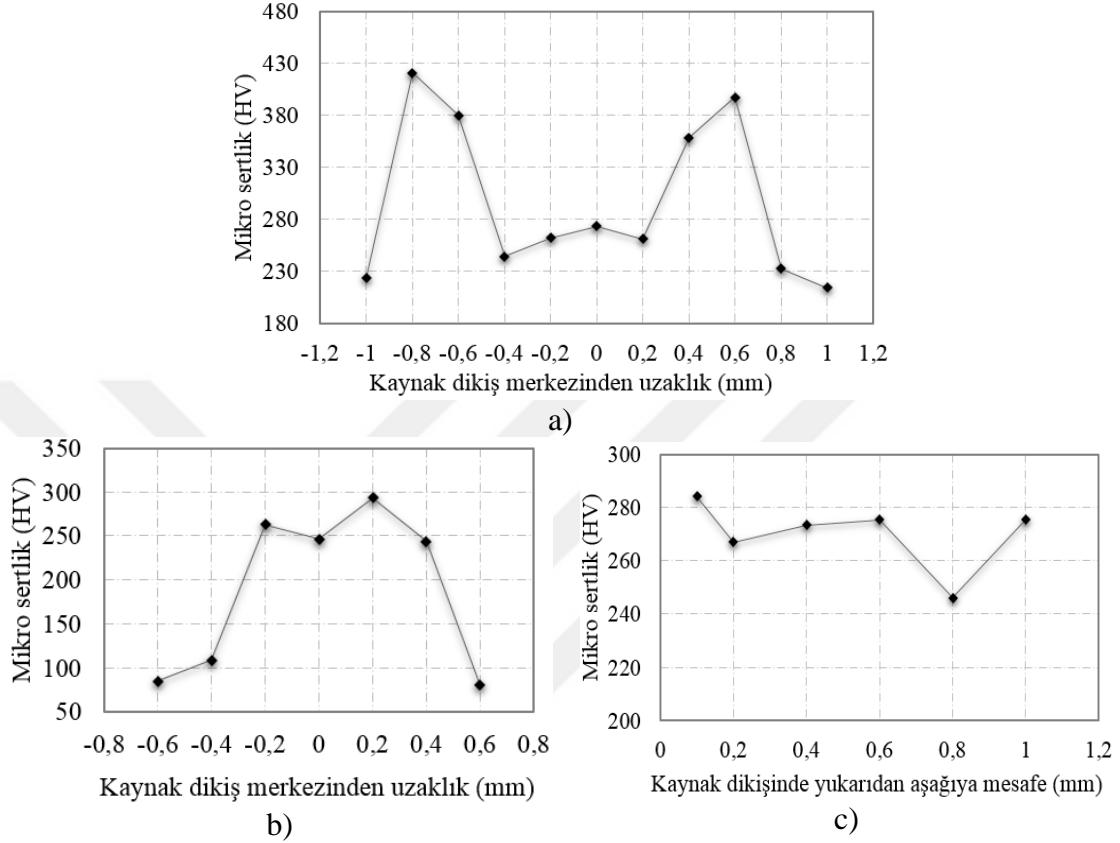 480
430
380
330
280
230
180
Mikro sertlik (HV)
-1,2 -1 -0,8 -0,6 -0,4 -0,2 0 0,2 0,4 0,6 0,8 1 1,2
Kaynak dikiş merkezinden uzaklık (mm)
a)
350
300
250
200
150
100
50
Mikro sertlik (HV)
-0,8 -0,6 -0,4 -0,2 0 0,2 0,4 0,6 0,8
Kaynak dikiş merkezinden uzaklık (mm)
b)
300
280
260
240
220
200
Mikro sertlik (HV)
0 0,2 0,4 0,6 0,8 1 1,2
Kaynak dikişinde yukarıdan aşağıya mesafe (mm)
c)